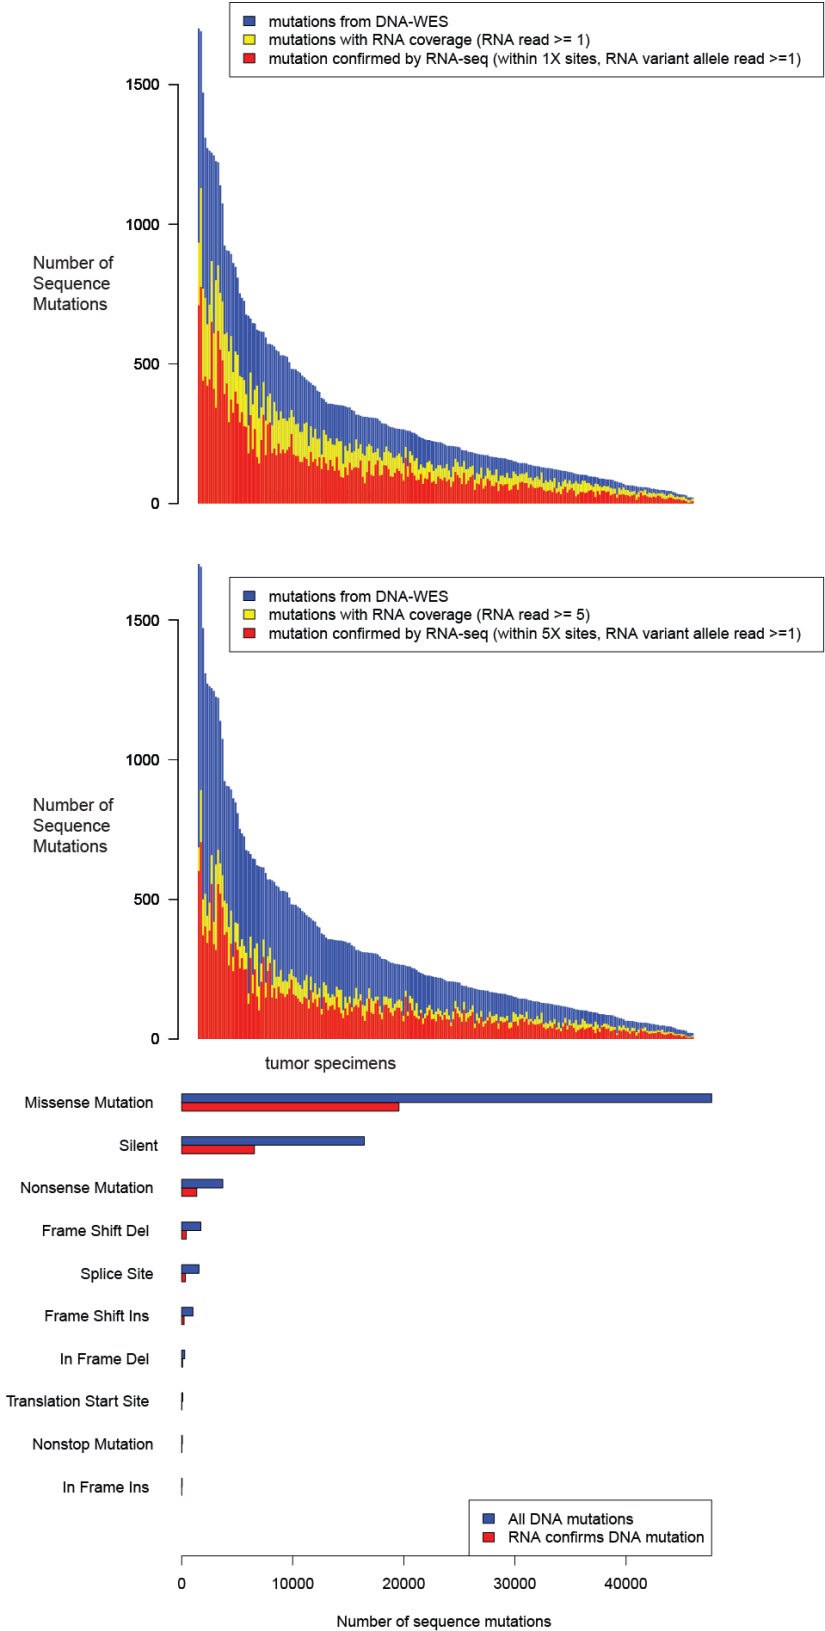 mutations from DNA-WES
mutations with RNA coverage (RNA read >= 1)
mutation confirmed by RNA-seq (within 1X sites, RNA variant allele read >=1)
1500
1000
500
0
Number of
Sequence
Mutations
mutations from DNA-WES
mutations with RNA coverage (RNA read >= 5)
mutation confirmed by RNA-seq (within 5X sites, RNA variant allele read >=1)
1500
1000
500
0
Number of
Sequence
Mutations
tumor specimens
Missense Mutation
Silent
Nonsense Mutation
Frame Shift Del
Splice Site
Frame Shift Ins
In Frame Del
Translation Start Site
Nonstop Mutation
In Frame Ins
All DNA mutations
RNA confirms DNA mutation
0 10000 20000 30000 40000
Number of sequence mutations